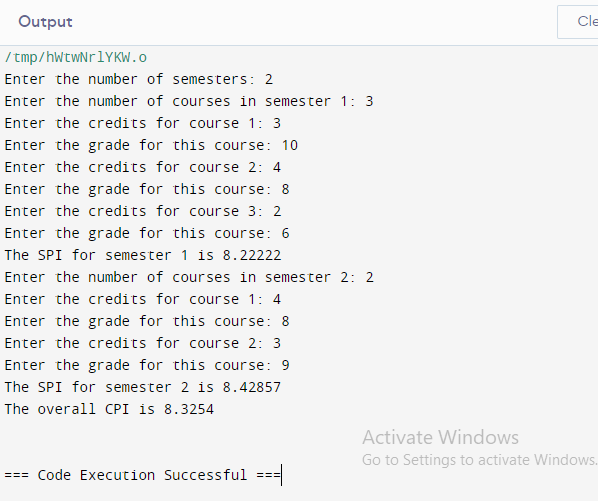 Output
Cle
/tmp/hWtwNrlYKW.o
Enter the number of semesters: 2
Enter the number of courses in semester 1: 3
Enter the credits for course 1: 3
Enter the grade for this course: 10
Enter the credits for course 2: 4
Enter the grade for this course: 8
Enter the credits for course 3: 2
Enter the grade for this course: 6
The SPI for semester 1 is 8.22222
Enter the number of courses in semester 2: 2
Enter the credits for course 1: 4
Enter the grade for this course: 8
Enter the credits for course 2: 3
Enter the grade for this course: 9
The SPI for semester 2 is 8.42857
The overall CPI is 8.3254
Activate Windows
Go to Settings to activate Windows.
=== Code Execution Successful ===